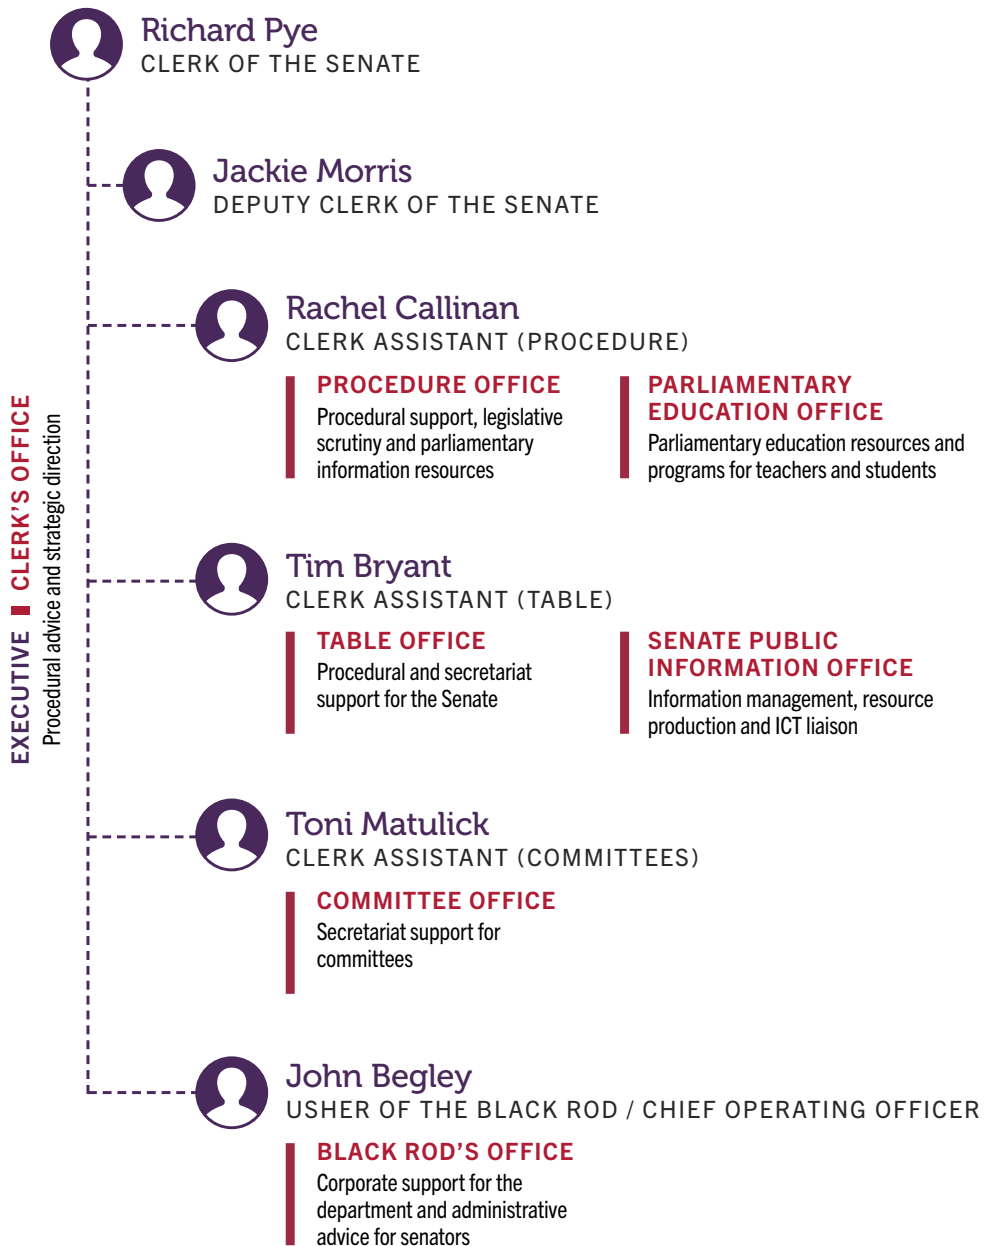 Richard Pye
CLERK OF THE SENATE
Jackie Morris
DEPUTY CLERK OF THE SENATE
Rachel Callinan
CLERK ASSISTANT (PROCEDURE)
PROCEDURE OFFICE
Procedural support, legislative
scrutiny and parliamentary
information resources
PARLIAMENTARY
EDUCATION OFFICE
Parliamentary education resources and
programs for teachers and students
EXECUTIVE CLERK'S OFFICE
Procedural advice and strategic direction
Tim Bryant
CLERK ASSISTANT (TABLE)
TABLE OFFICE
Procedural and secretariat
support for the Senate
SENATE PUBLIC
INFORMATION OFFICE
Information management, resource
production and ICT liaison
Toni Matulick
CLERK ASSISTANT (COMMITTEES)
COMMITTEE OFFICE
Secretariat support for
committees
John Begley
USHER OF THE BLACK ROD / CHIEF OPERATING OFFICER
BLACK ROD'S OFFICE
Corporate support for the
department and administrative
advice for senators